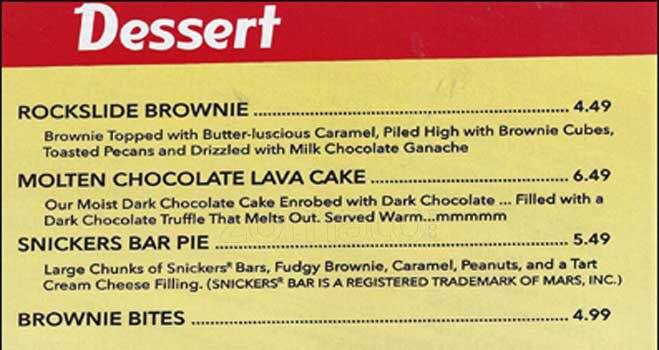 Dessert
ROCKSLIDE BROWNIE ........................................................ 4.49
Brownie Topped with Butter-luscious Caramel, Piled High with Brownie Cubes,
Toasted Pecans and Drizzled with Milk Chocolate Ganache
MOLTEN CHOCOLATE LAVA CAKE ................................... 6.49
Our Moist Dark Chocolate Cake Enrobed with Dark Chocolate ... Filled with a
Dark Chocolate Truffle That Melts Out. Served Warm...mmmmm
SNICKERS BAR PIE ............................................................... 5.49
Large Chunks of Snickers® Bars, Fudgy Brownie, Caramel, Peanuts, and a Tart
Cream Cheese Filling. (SNICKERS® BAR IS A REGISTERED TRADEMARK OF MARS, INC.)
BROWNIE BITES .................................................................... 4.99